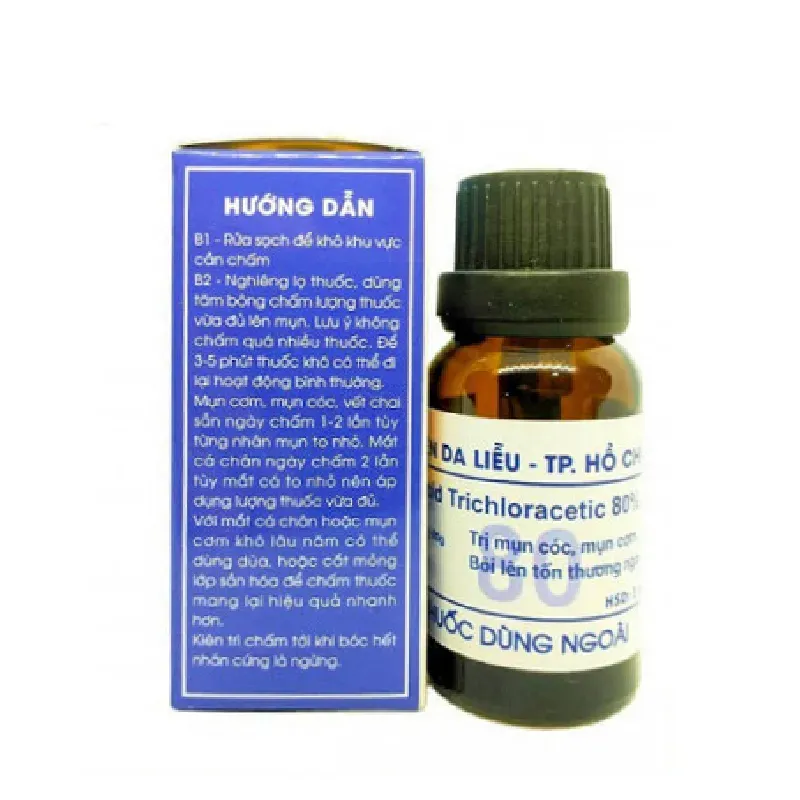 HƯỚNG DẪN
B1 - Rửa sạch để khô khu vực
cần chấm
B2 - Nghiêng lọ thuốc, dùng
tăm bông chấm lượng thuốc
vừa đủ lên mụn. Lưu ý không
chấm quá nhiều thuốc. Để
3-5 phút thuốc khô có thể đi
lại hoạt động bình thường.
Mụn cơm, mụn cóc, vết chai
sần ngày chấm 1-2 lần tùy
từng nhân mụn to nhỏ. Mắt
cá chân ngày chấm 2 lần
tùy mắt cá to nhỏ nên áp
dụng lượng thuốc vừa đủ.
Với mắt cá chân hoặc mụn
cơm khô lâu năm có thể
dùng dũa, hoặc cắt mỏng
lớp sần hóa để chấm thuốc
mang lại hiệu quả nhanh
hơn.
Kiên trì chấm tới khi bóc hết
nhân cứng là ngừng.
ỆN DA LIỄU - TP. HỒ CH
id Trichloracetic 80%
80
Trị mụn cóc, mụn cơm
Bôi lên tổn thương ngà
HSD: 1
HUỐC DÙNG NGOÀI